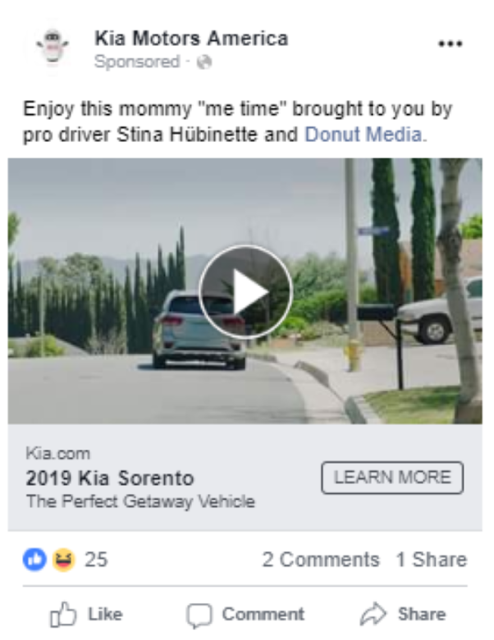 Kia Motors America
Sponsored ·
Enjoy this mommy "me time" brought to you by
pro driver Stina Hübinette and Donut Media.
Kia.com
2019 Kia Sorento
The Perfect Getaway Vehicle
LEARN MORE
25
2 Comments 1 Share
Like Comment Share